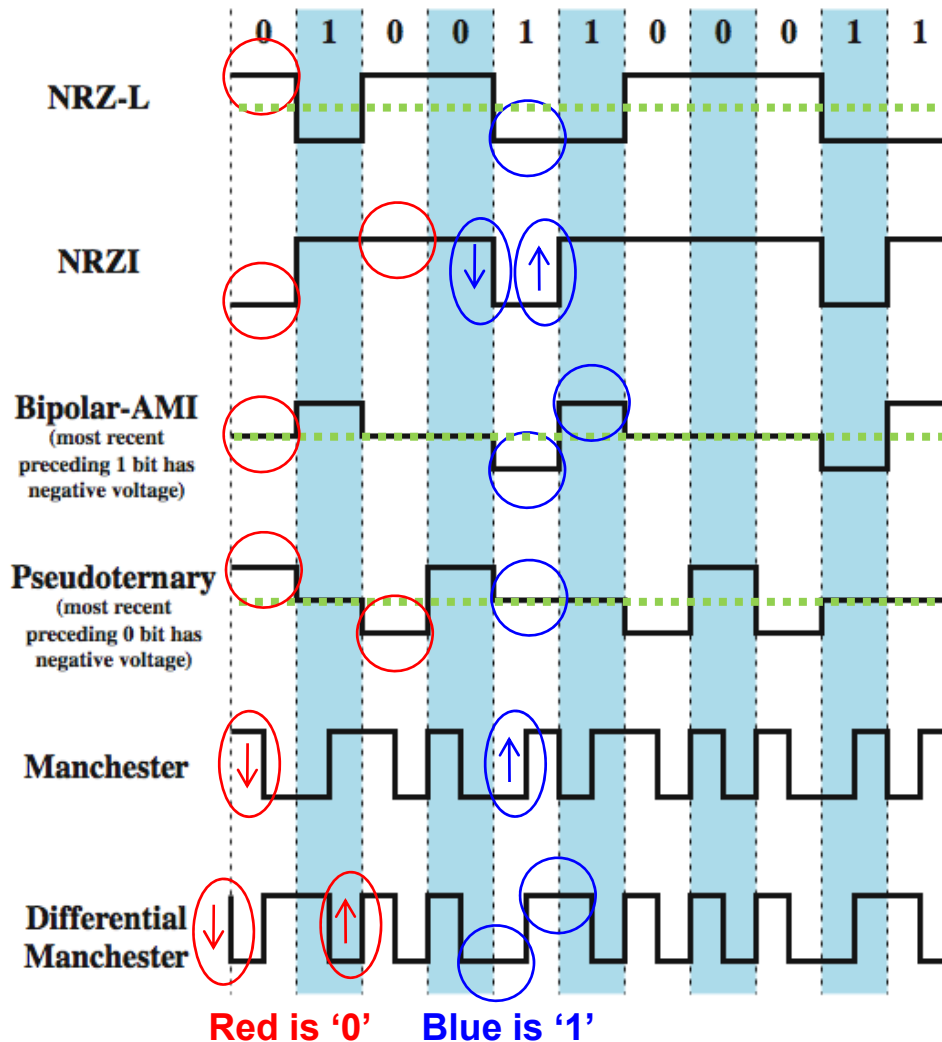 0 1 0 0 1 1 0 0 0 1 1
NRZ-L
NRZI
Bipolar-AMI
(most recent
preceding 1 bit has
negative voltage)
Pseudoternary
(most recent
preceding 0 bit has
negative voltage)
Manchester
Differential
Manchester
Red is ‘0’ Blue is ‘1’